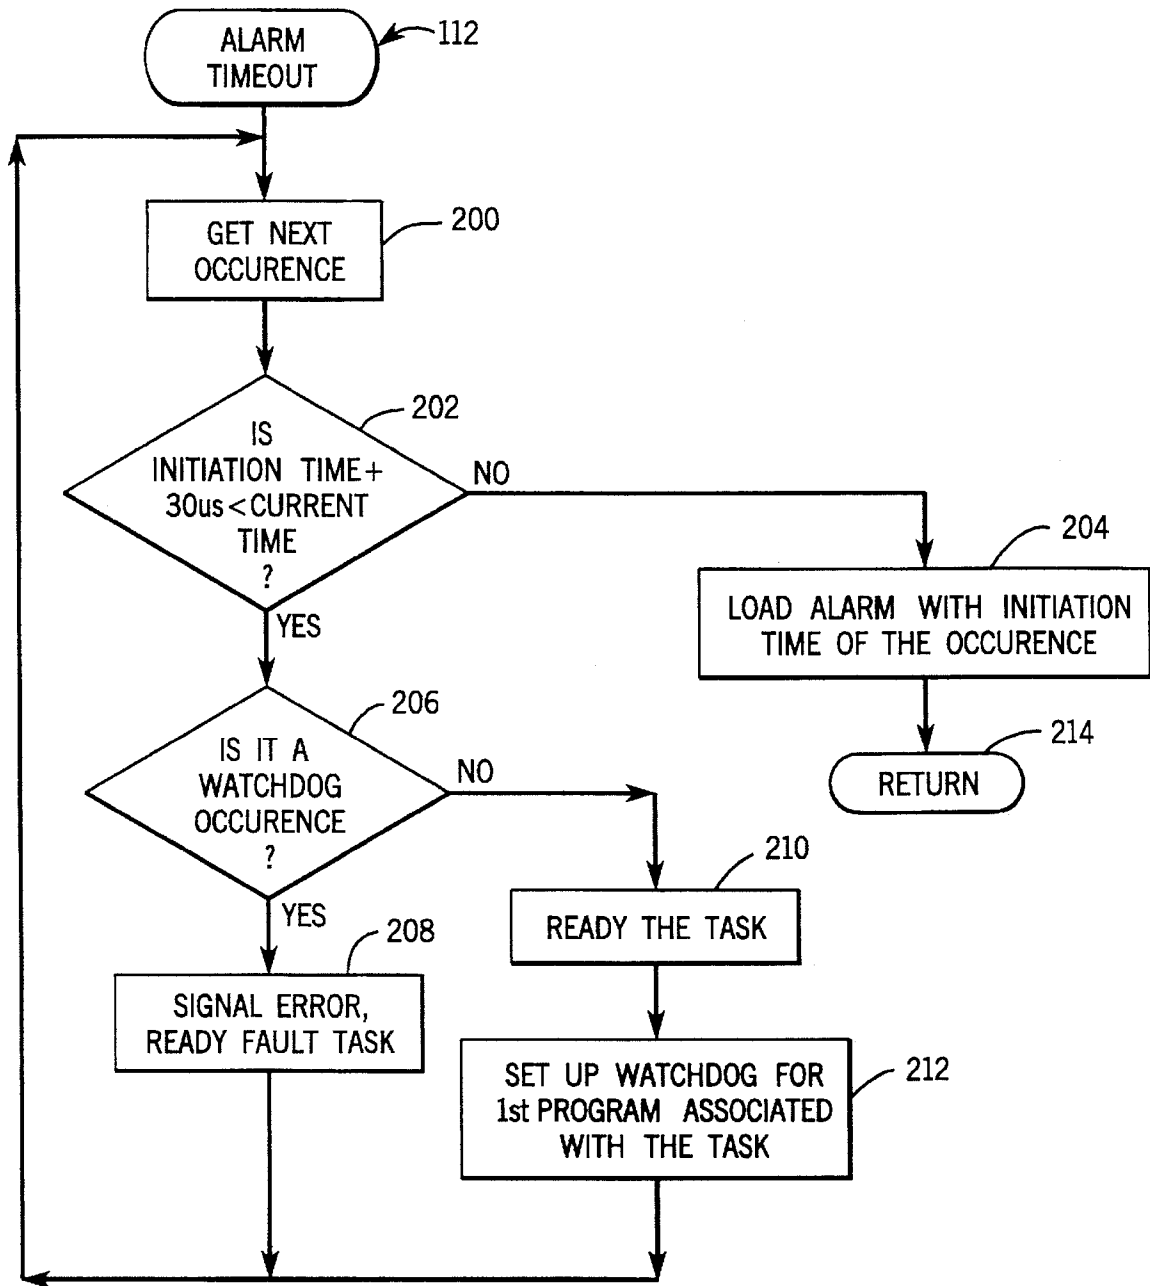 ALARM
TIMEOUT
112
GET NEXT
OCCURENCE
200
IS
INITIATION TIME+
30us<CURRENT
TIME
?
202
NO
YES
LOAD ALARM WITH INITIATION
TIME OF THE OCCURENCE
204
RETURN
214
IS IT A
WATCHDOG
OCCURENCE
?
206
NO
YES
READY THE TASK
210
SIGNAL ERROR,
READY FAULT TASK
208
SET UP WATCHDOG FOR
1st PROGRAM ASSOCIATED
WITH THE TASK
212